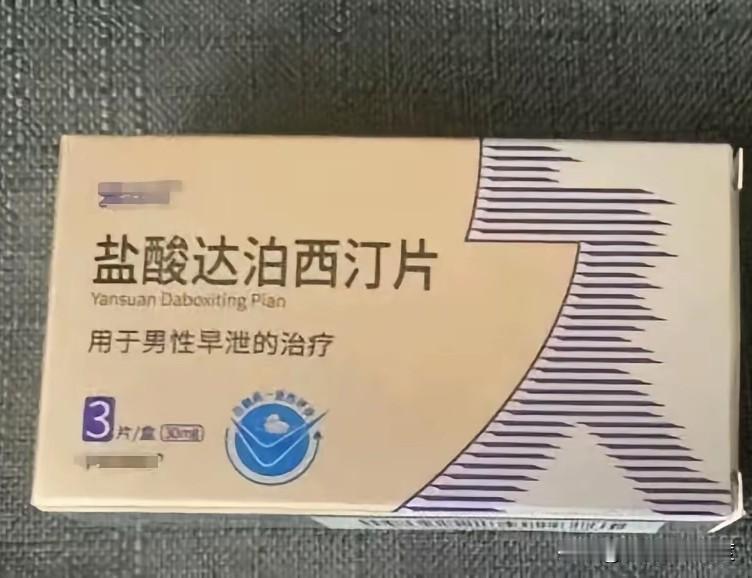 盐酸达泊西汀片
Yansuan Daboxiting Pian
用于男性早泄的治疗
3片/盒 30mg